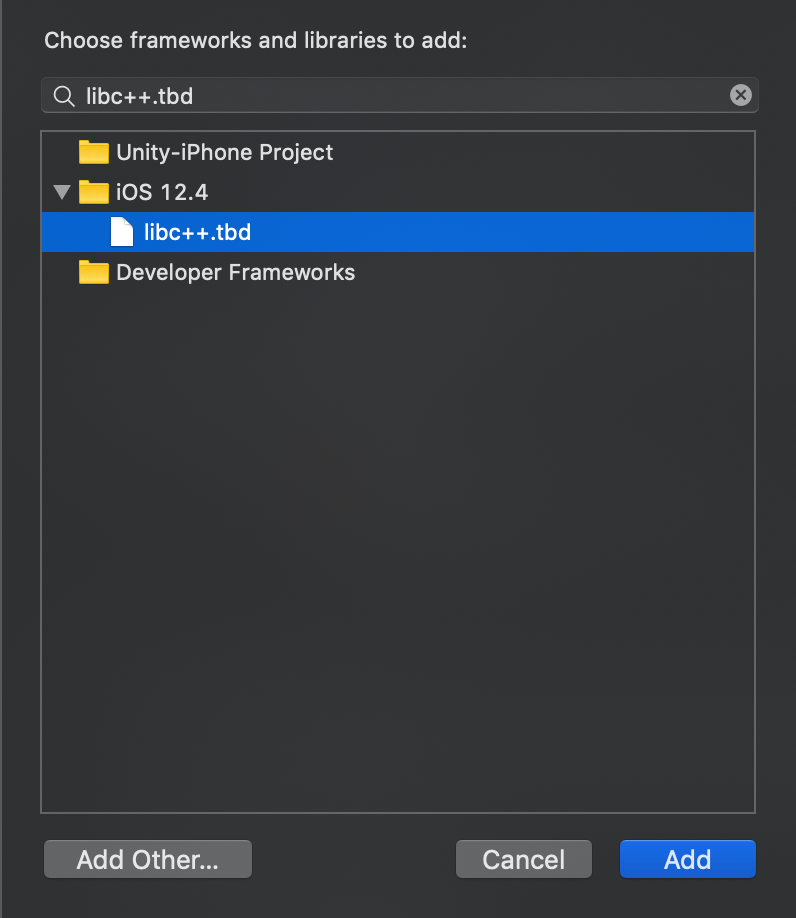 Choose frameworks and libraries to add:
libc++.tbd
Unity-iPhone Project
iOS 12.4
libc++.tbd
Developer Frameworks
Add Other... Cancel Add